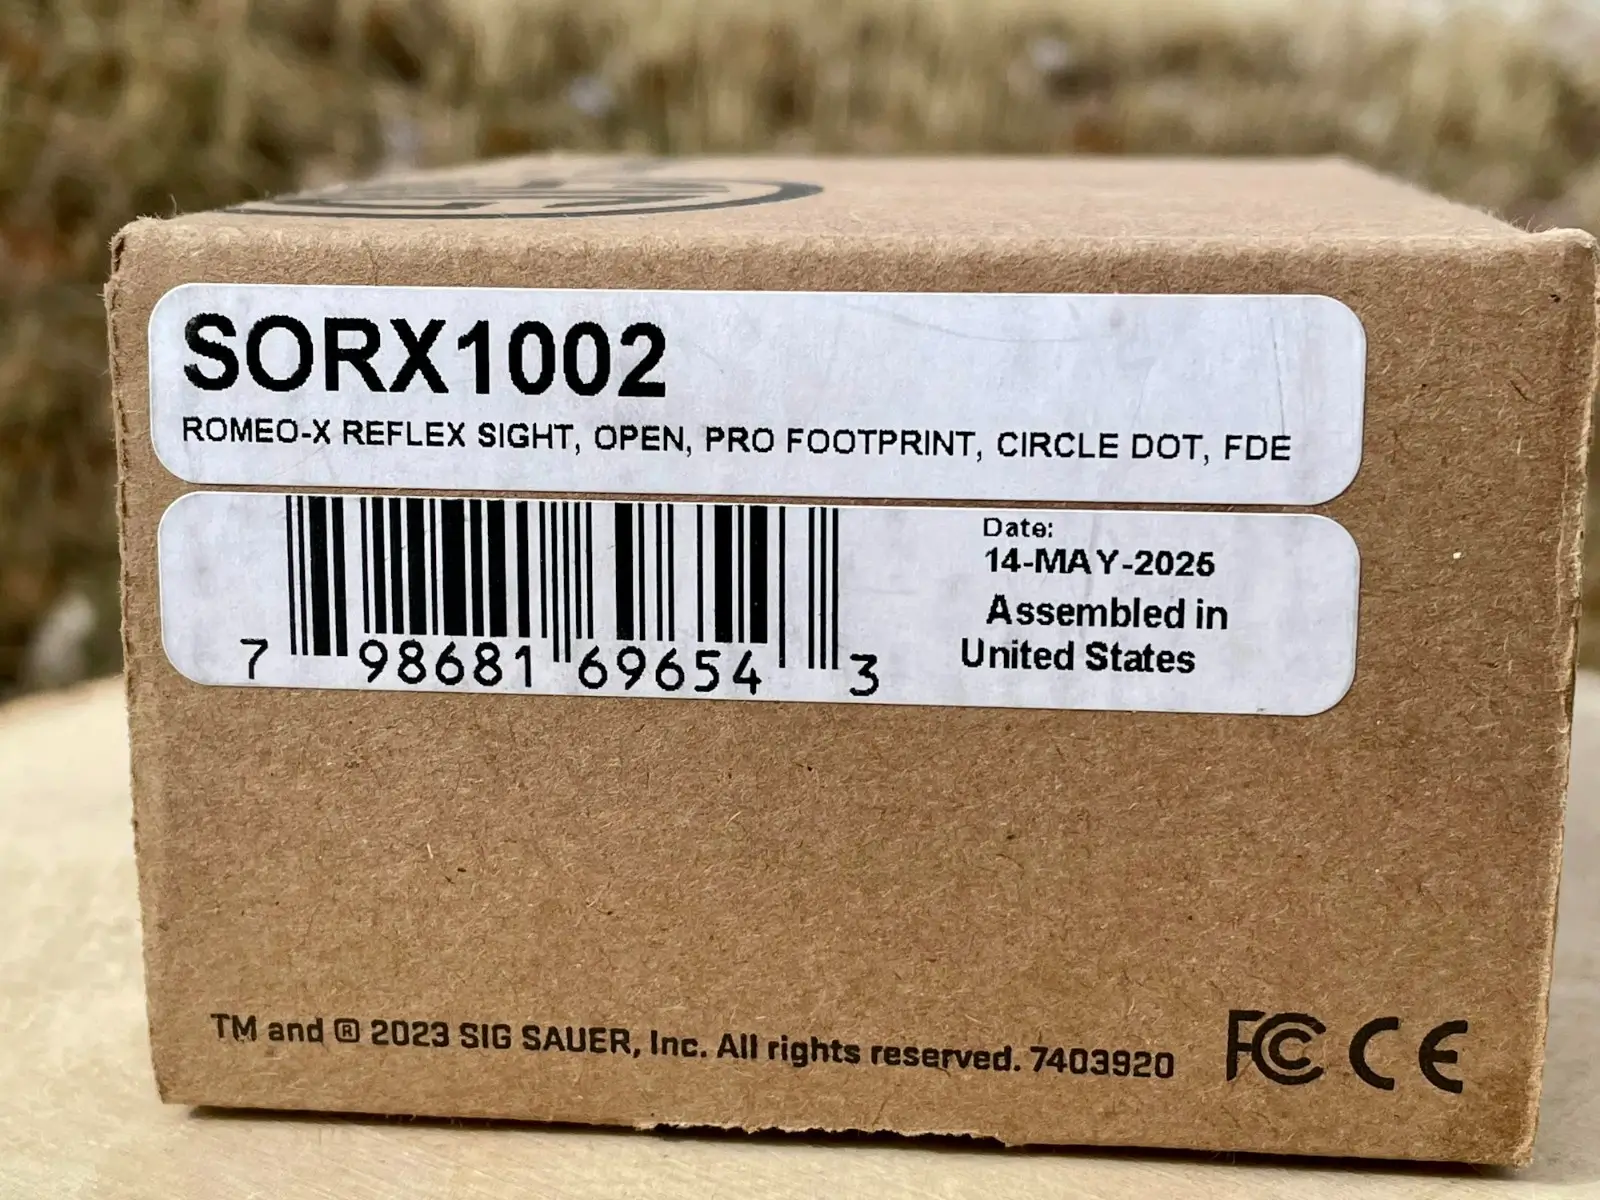 SORX1002
ROMEO-X REFLEX SIGHT, OPEN, PRO FOOTPRINT, CIRCLE DOT, FDE
Date:
14-MAY-2025
Assembled in
United States
7 98681 69654 3
TM and ® 2023 SIG SAUER, Inc. All rights reserved. 7403920 FC CE